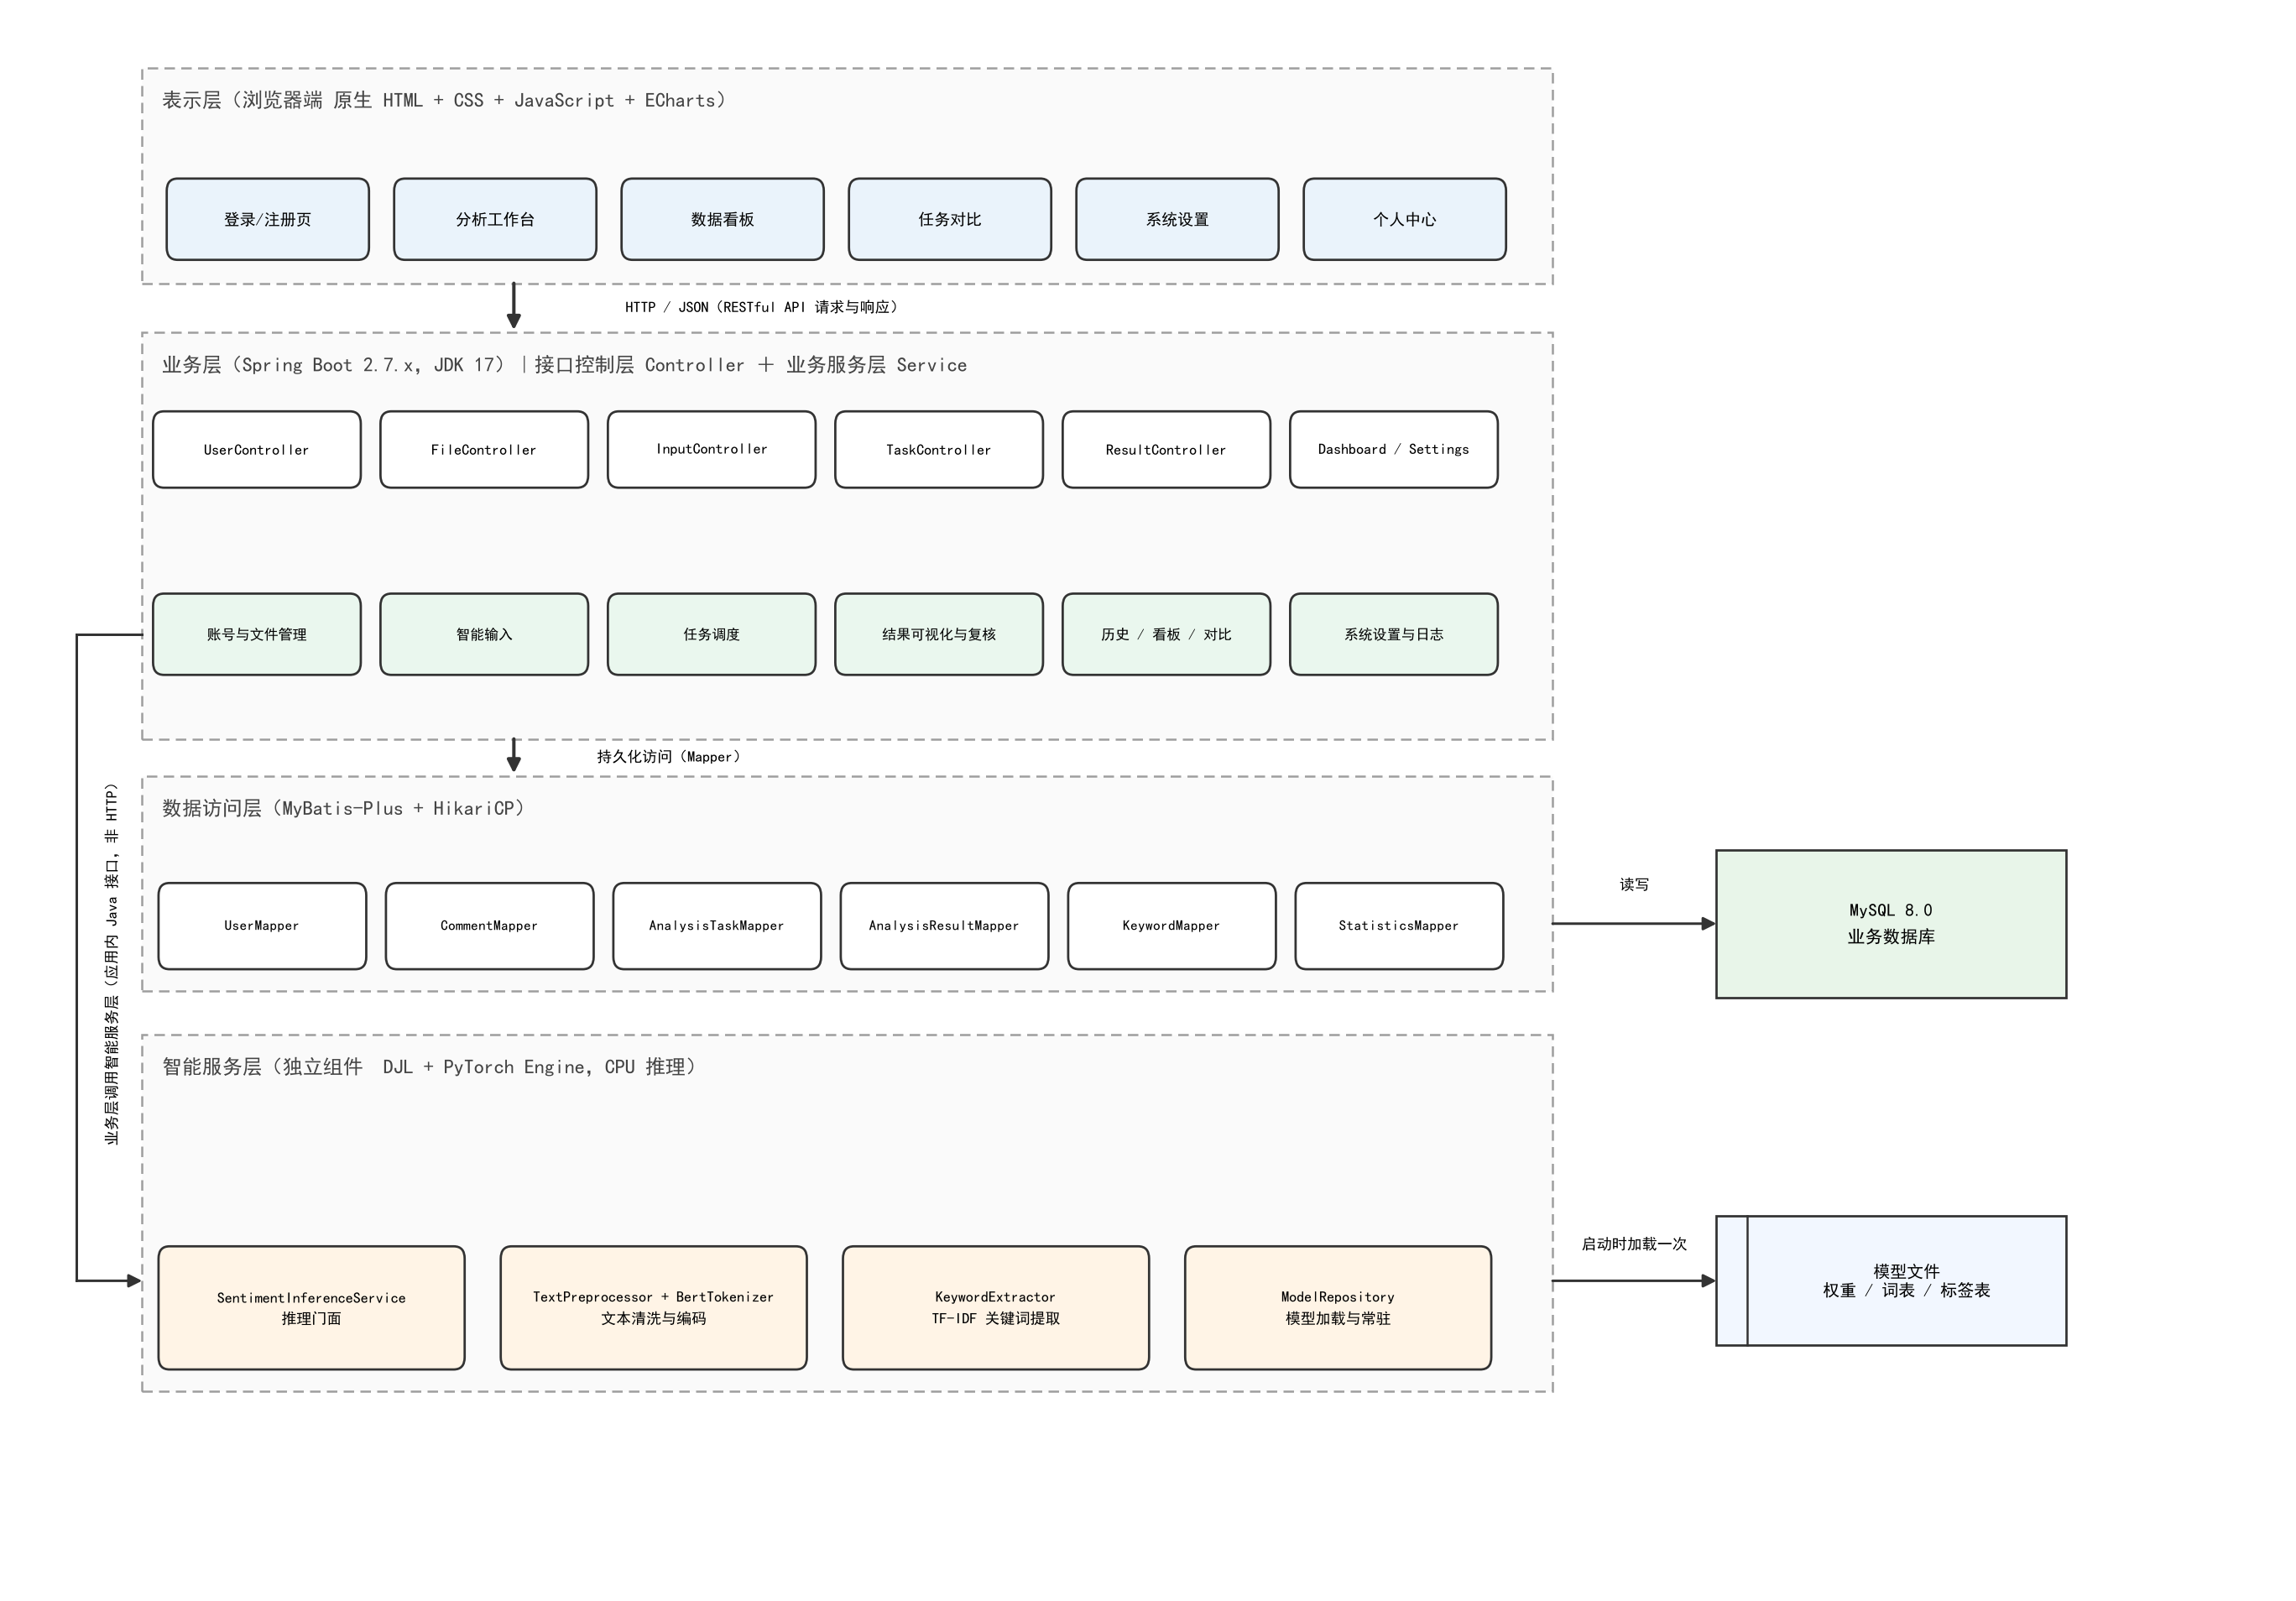 表示层（浏览器端 原生 HTML + CSS + JavaScript + ECharts）
登录/注册页
分析工作台
数据看板
任务对比
系统设置
个人中心
HTTP / JSON（RESTful API 请求与响应）
业务层（Spring Boot 2.7.x, JDK 17）｜接口控制层 Controller ＋ 业务服务层 Service
UserController
FileController
InputController
TaskController
ResultController
Dashboard / Settings
账号与文件管理
智能输入
任务调度
结果可视化与复核
历史 / 看板 / 对比
系统设置与日志
持久化访问（Mapper）
业务层调用智能服务层（应用内 Java 接口, 非 HTTP）
数据访问层（MyBatis-Plus + HikariCP）
UserMapper
CommentMapper
AnalysisTaskMapper
AnalysisResultMapper
KeywordMapper
StatisticsMapper
读写
MySQL 8.0
业务数据库
智能服务层（独立组件 DJL + PyTorch Engine, CPU 推理）
SentimentInferenceService
推理门面
TextPreprocessor + BertTokenizer
文本清洗与编码
KeywordExtractor
TF-IDF 关键词提取
ModelRepository
模型加载与常驻
启动时加载一次
模型文件
权重 / 词表 / 标签表